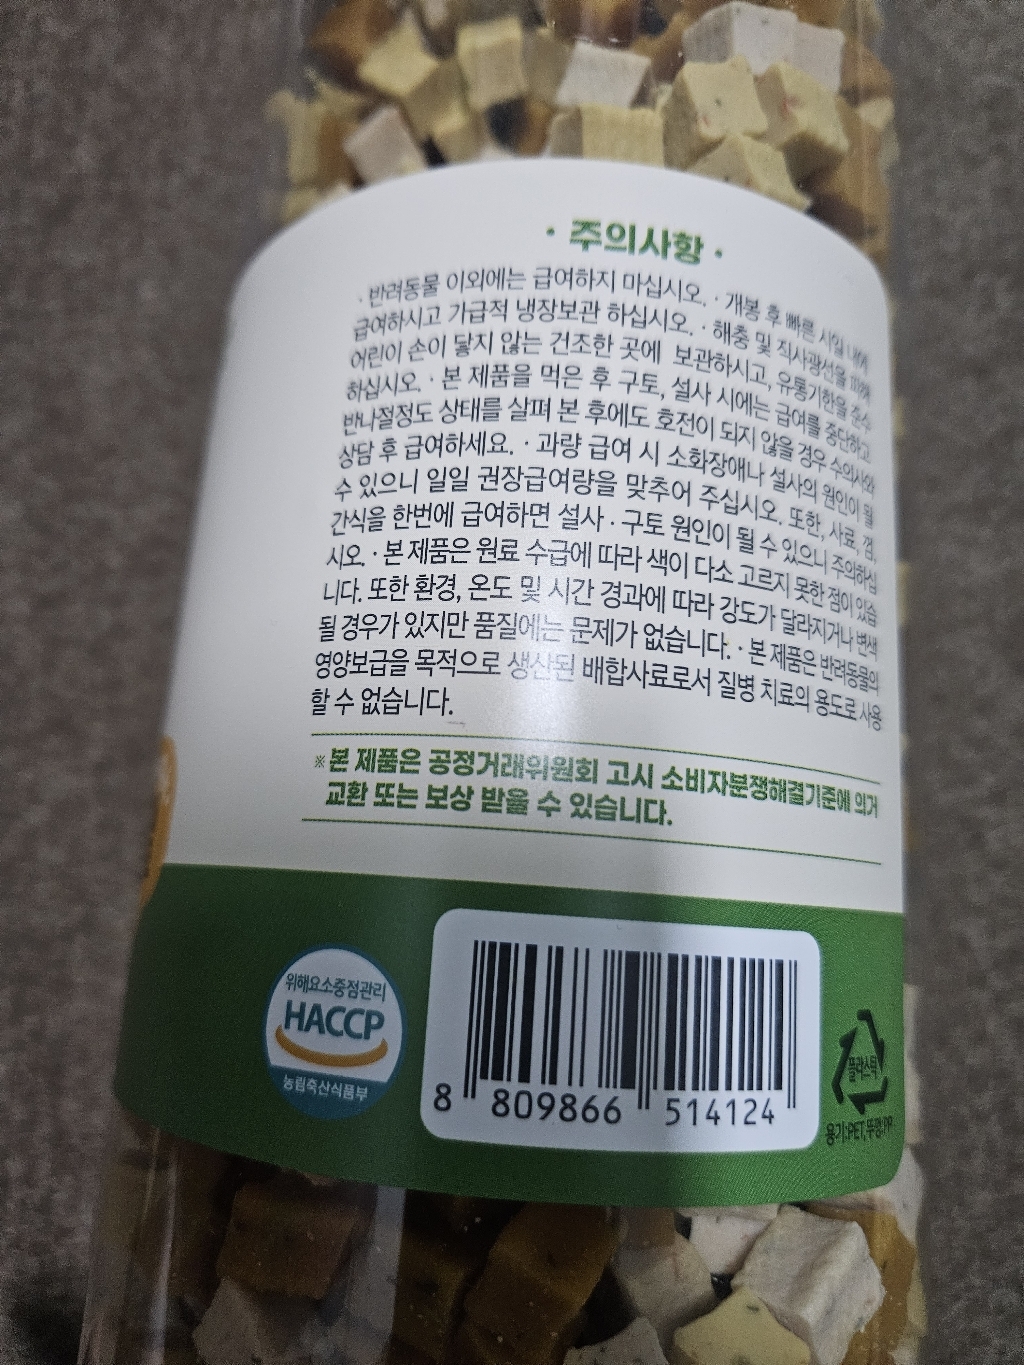 · 주의사항 ·
· 반려동물 이외에는 급여하지 마십시오. · 개봉 후 빠른 시일 내에
급여하시고 가급적 냉장보관 하십시오. · 해충 및 직사광선을 피해
어린이 손이 닿지 않는 건조한 곳에 보관하시고, 유통기한을 준수
하십시오. · 본 제품을 먹은 후 구토, 설사 시에는 급여를 중단하고
반나절정도 상태를 살펴 본 후에도 호전이 되지 않을 경우 수의사와
상담 후 급여하세요. · 과량 급여 시 소화장애나 설사의 원인이 될
수 있으니 일일 권장급여량을 맞추어 주십시오. 또한, 사료, 껌,
간식을 한번에 급여하면 설사 · 구토 원인이 될 수 있으니 주의하십
시오. · 본 제품은 원료 수급에 따라 색이 다소 고르지 못한 점이 있습
니다. 또한 환경, 온도 및 시간 경과에 따라 강도가 달라지거나 변색
될 경우가 있지만 품질에는 문제가 없습니다. · 본 제품은 반려동물의
영양보급을 목적으로 생산된 배합사료로서 질병 치료의 용도로 사용
할 수 없습니다.
※본 제품은 공정거래위원회 고시 소비자분쟁해결기준에 의거
교환 또는 보상 받을 수 있습니다.
위해요소중점관리
HACCP
농림축산식품부
8 809866 514124
플라스틱
용기:PET, 뚜껑:PP